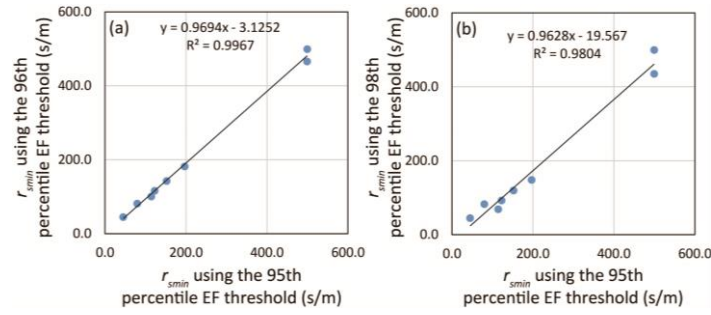 (a)
y = 0.9694x - 3.1252
R² = 0.9967
600.0
400.0
200.0
0.0
0.0 200.0 400.0 600.0
r_smin using the 96th
percentile EF threshold (s/m)
r_smin using the 95th
percentile EF threshold (s/m)
(b)
y = 0.9628x - 19.567
R² = 0.9804
600.0
400.0
200.0
0.0
0.0 200.0 400.0 600.0
r_smin using the 98th
percentile EF threshold (s/m)
r_smin using the 95th
percentile EF threshold (s/m)